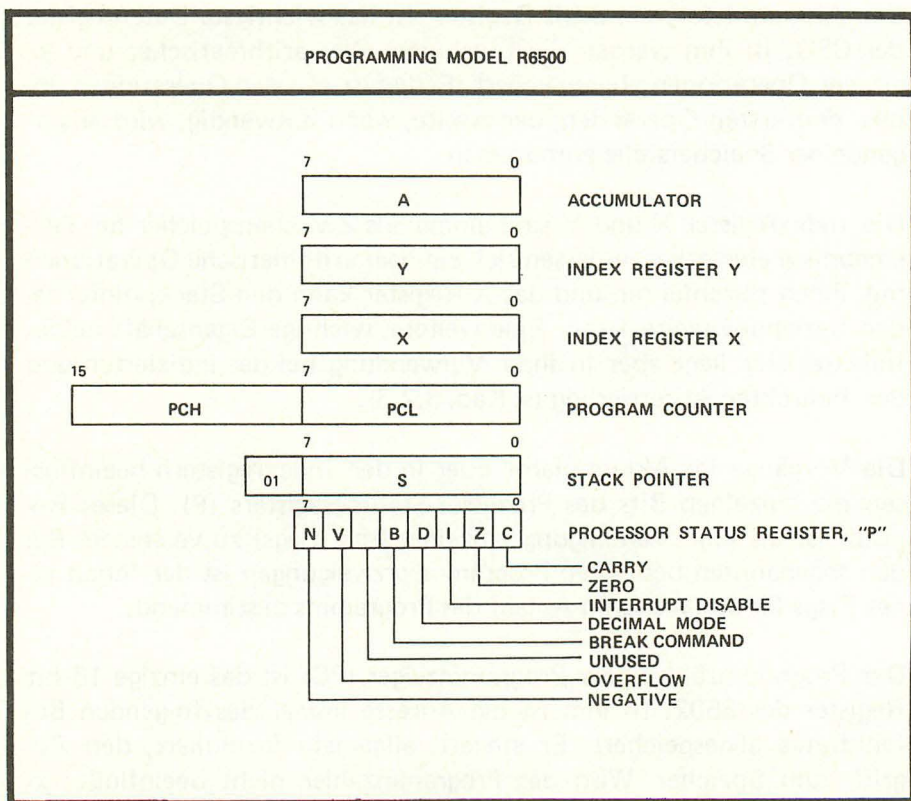 PROGRAMMING MODEL R6500
7 0
A ACCUMULATOR
7 0
Y INDEX REGISTER Y
7 0
X INDEX REGISTER X
15 7 0
PCH PCL PROGRAM COUNTER
7 0
01 S STACK POINTER
7 0
N V B D I Z C PROCESSOR STATUS REGISTER, "P"
CARRY
ZERO
INTERRUPT DISABLE
DECIMAL MODE
BREAK COMMAND
UNUSED
OVERFLOW
NEGATIVE